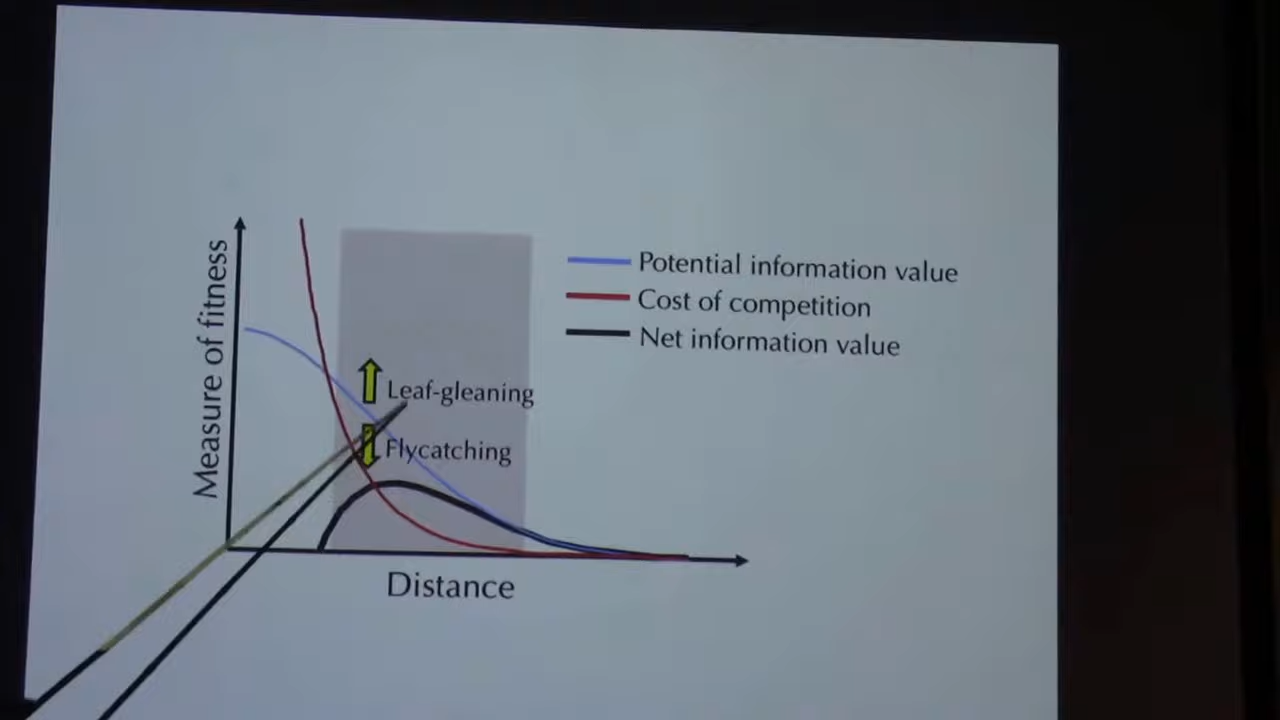 Measure of fitness
Potential information value
Cost of competition
Net information value
Leaf-gleaning
Flycatching
Distance